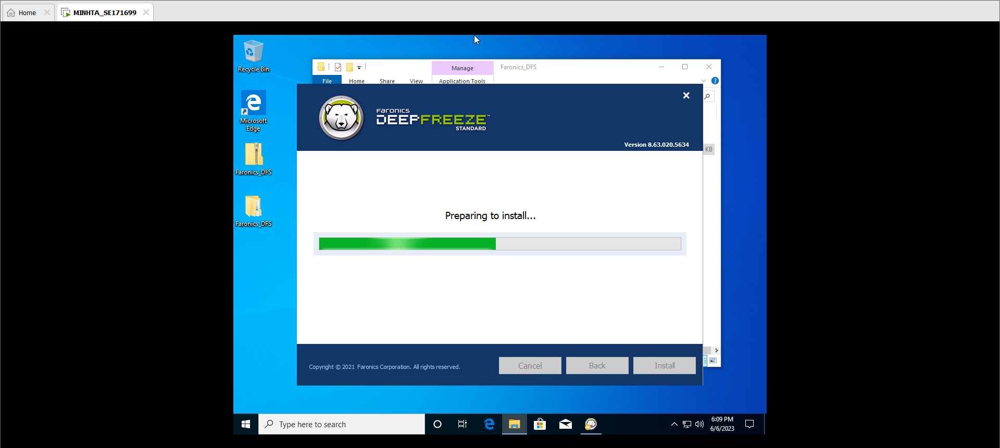 Home
MINHTA_SE171699
Recycle Bin
Microsoft
Edge
Faronics_DFS
Faronics_DFS
Manage
Faronics_DFS
File
Home
Share
View
Application Tools
?
Faronics
DEEPFREEZE™
STANDARD
Version 8.63.020.5634
KB
Preparing to install...
Copyright © 2021 Faronics Corporation. All rights reserved.
Cancel
Back
Install
Type here to search
6:09 PM
6/6/2023